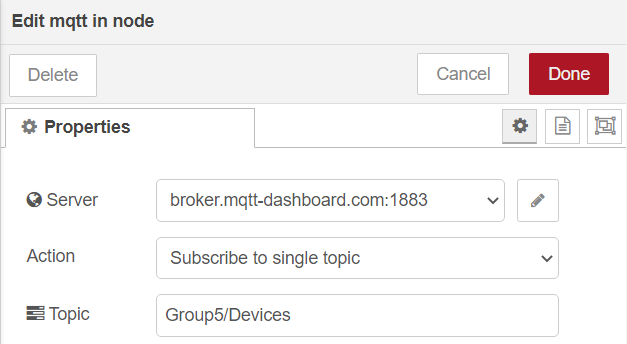 Edit mqtt in node
Delete Cancel Done
Properties
Server broker.mqtt-dashboard.com:1883
Action Subscribe to single topic
Topic Group5/Devices